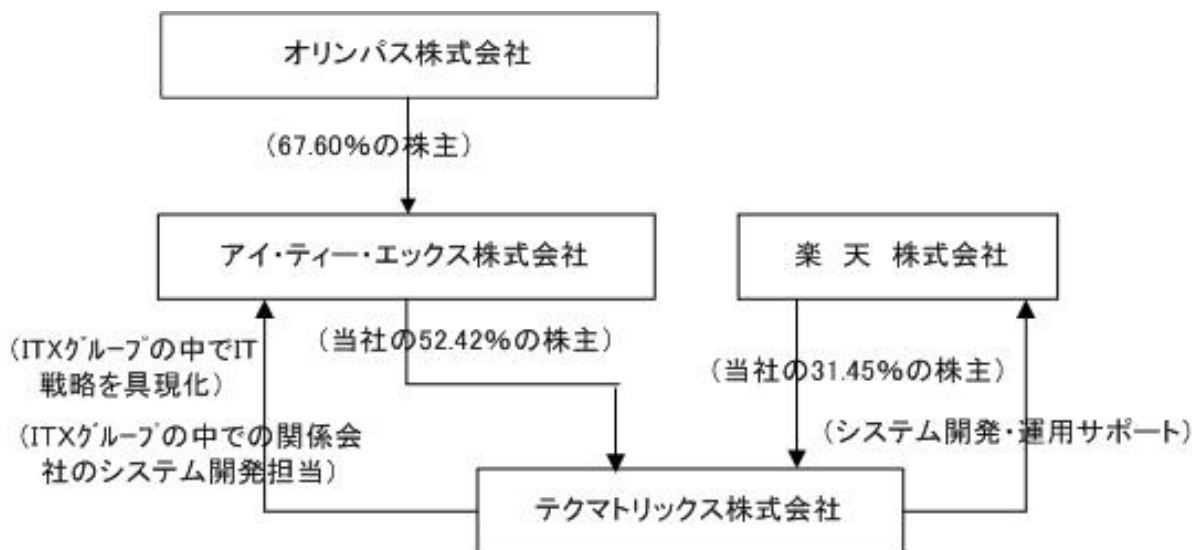 オリンパス株式会社
（67.60%の株主）
アイ・ティー・エックス株式会社
楽 天 株式会社
（ITXｸﾞﾙｰﾌﾟの中でIT
戦略を具現化）
（当社の52.42%の株主）
（当社の31.45%の株主）
（ITXｸﾞﾙｰﾌﾟの中での関係会
社のシステム開発担当）
（システム開発・運用サポート）
テクマトリックス株式会社